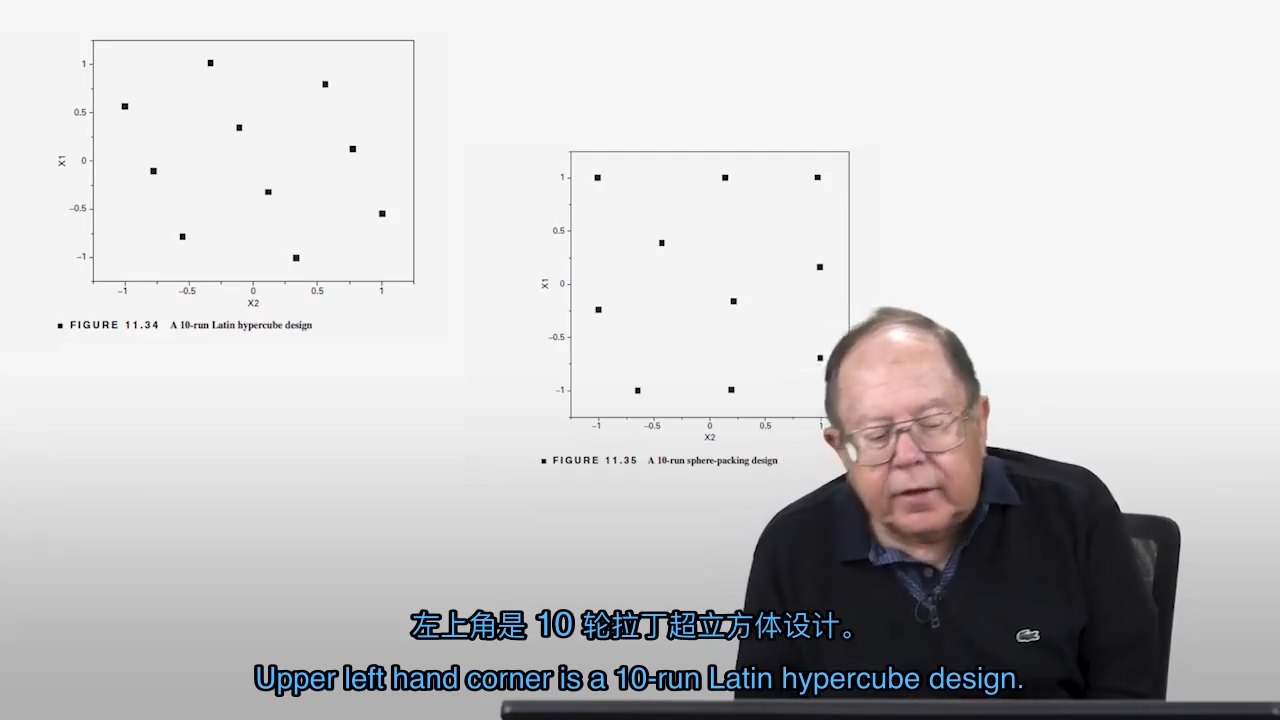 1
0.5
0
−0.5
−1
X1
−1
−0.5
0
0.5
1
X2
■ FIGURE 11.34 A 10-run Latin hypercube design
1
0.5
0
−0.5
−1
X1
−1
−0.5
0
0.5
1
X2
■ FIGURE 11.35 A 10-run sphere-packing design
左上角是 10 轮拉丁超立方体设计。
Upper left hand corner is a 10-run Latin hypercube design.